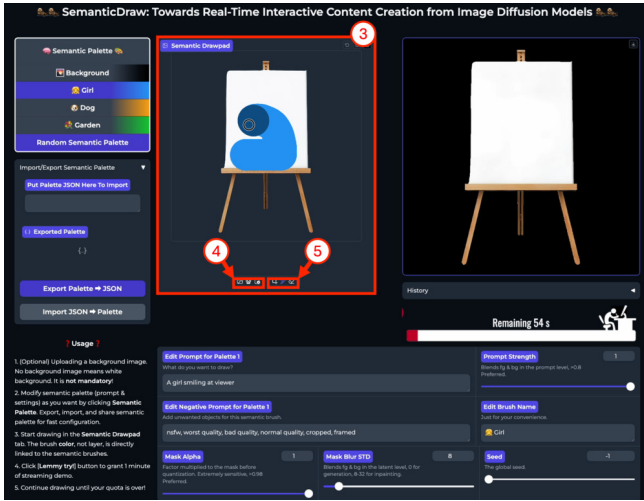 SemanticDraw: Towards Real-Time Interactive Content Creation from Image Diffusion Models
Semantic Palette
Background
Girl
Dog
Garden
Random Semantic Palette
Import/Export Semantic Palette
Put Palette JSON Here To Import
Exported Palette
{..}
Export Palette ➡ JSON
Import JSON ➡ Palette
❓Usage❓
1. (Optional) Uploading a background image.
No background image means white
background. It is not mandatory!
2. Modify semantic palette (prompt &
settings) as you want by clicking Semantic
Palette. Export, import, and share semantic
palette for fast configuration.
3. Start drawing in the Semantic Drawpad
tab. The brush color, not layer, is directly
linked to the semantic brushes.
4. Click [Lemmy try!] button to grant 1 minute
of streaming demo.
5. Continue drawing until your quota is over!
Semantic Drawpad
3
4
5
History
Remaining 54 s
Edit Prompt for Palette 1
What do you want to draw?
A girl smiling at viewer
Prompt Strength
1
Blends fg & bg in the prompt level, >0.8
Preferred.
Edit Negative Prompt for Palette 1
Add unwanted objects for this semantic brush.
nsfw, worst quality, bad quality, normal quality, cropped, framed
Edit Brush Name
Just for your convenience.
Girl
Mask Alpha
1
Factor multiplied to the mask before
quantization. Extremely sensitive, >0.98
Preferred.
Mask Blur STD
8
Blends fg & bg in the latent level, 0 for
generation, 8-32 for inpainting.
Seed
-1
The global seed.